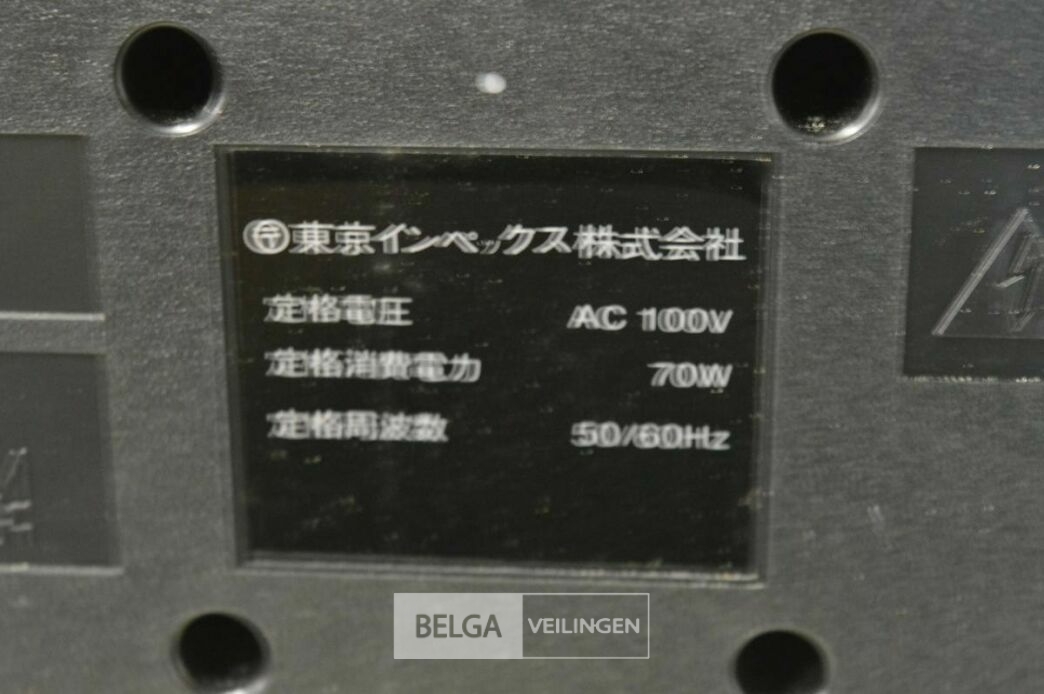 〒東京インペックス株式会社
定格電圧 AC 100V
定格消費電力 70W
定格周波数 50/60Hz
BELGA VEILINGEN